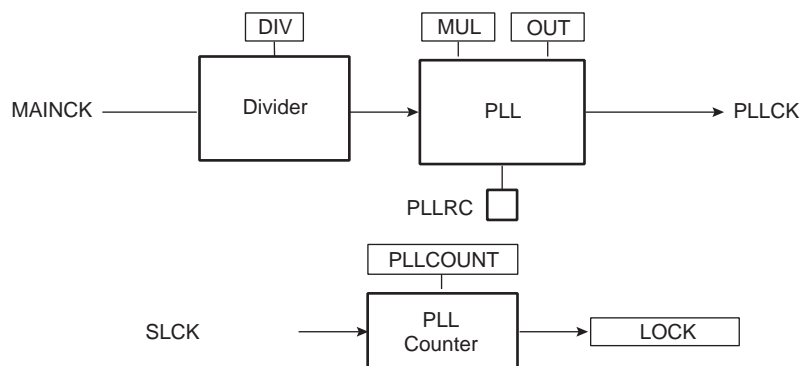 DIV
MUL
OUT
MAINCK
Divider
PLL
PLLCK
PLLRC
PLLCOUNT
SLCK
PLL
Counter
LOCK